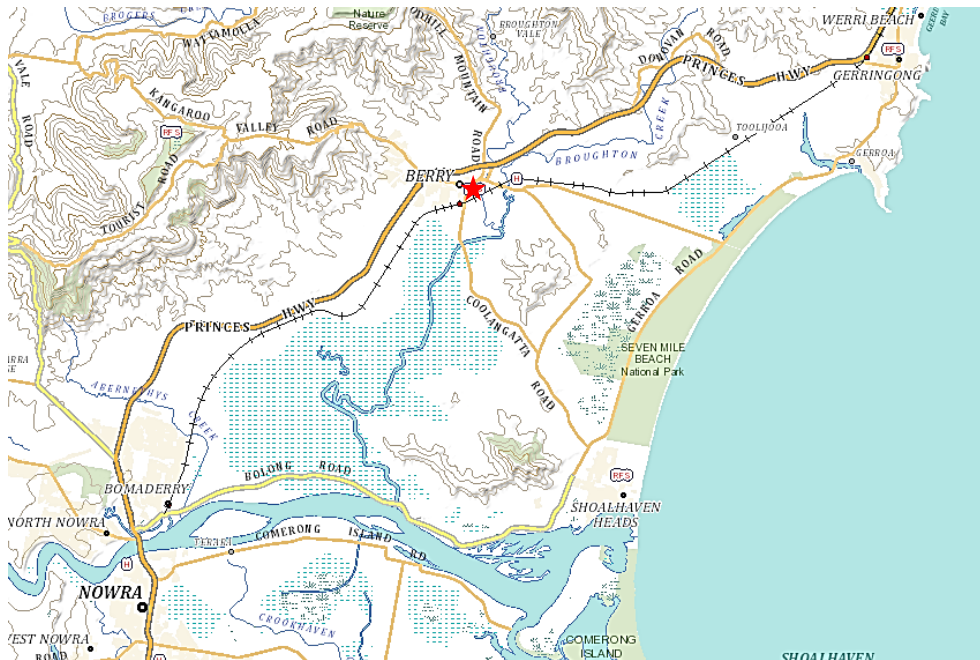 BROGERS
WATTAMOLLA
Nature
Reserve
WOODHILL
MOUNTAIN
ROAD
BROUGHTON
VALE
WERRI BEACH
RFS
GERRINGONG
DONOVAN
ROAD
PRINCES HWY
CREEK
TOOLIJOOA
BROUGHTON
GERROA
VALE
ROAD
KANGAROO
VALLEY
ROAD
RFS
TOURIST
ROAD
BERRY
H
GERROA ROAD
PRINCES HWY
COOLANGATTA
ROAD
SEVEN MILE
BEACH
National Park
ABERNETHYS
CREEK
BOLONG ROAD
BOMADERRY
RFS
SHOALHAVEN
HEADS
NORTH NOWRA
TERARA
COMERONG ISLAND RD
H
NOWRA
CROOKHAVEN
WEST NOWRA
ROAD
H
COMERONG
ISLAND
SHOALHAVEN